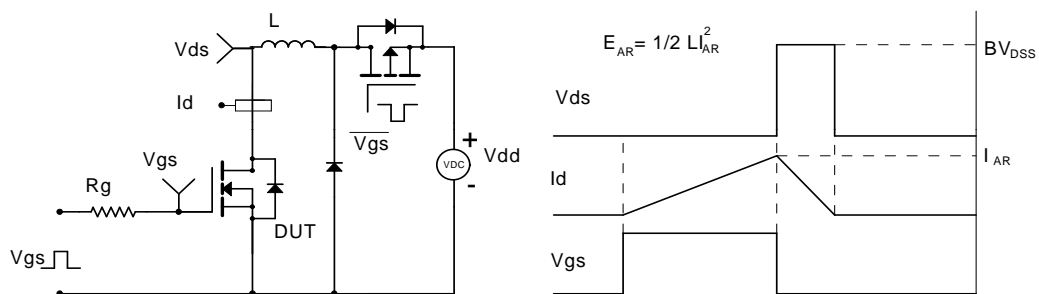 L
Vds
Id
Vgs
Vgs
+
VDC
Vdd
-
Rg
DUT
Vgs
E_AR = 1/2 LI_AR^2
BV_DSS
Vds
I_AR
Id
Vgs